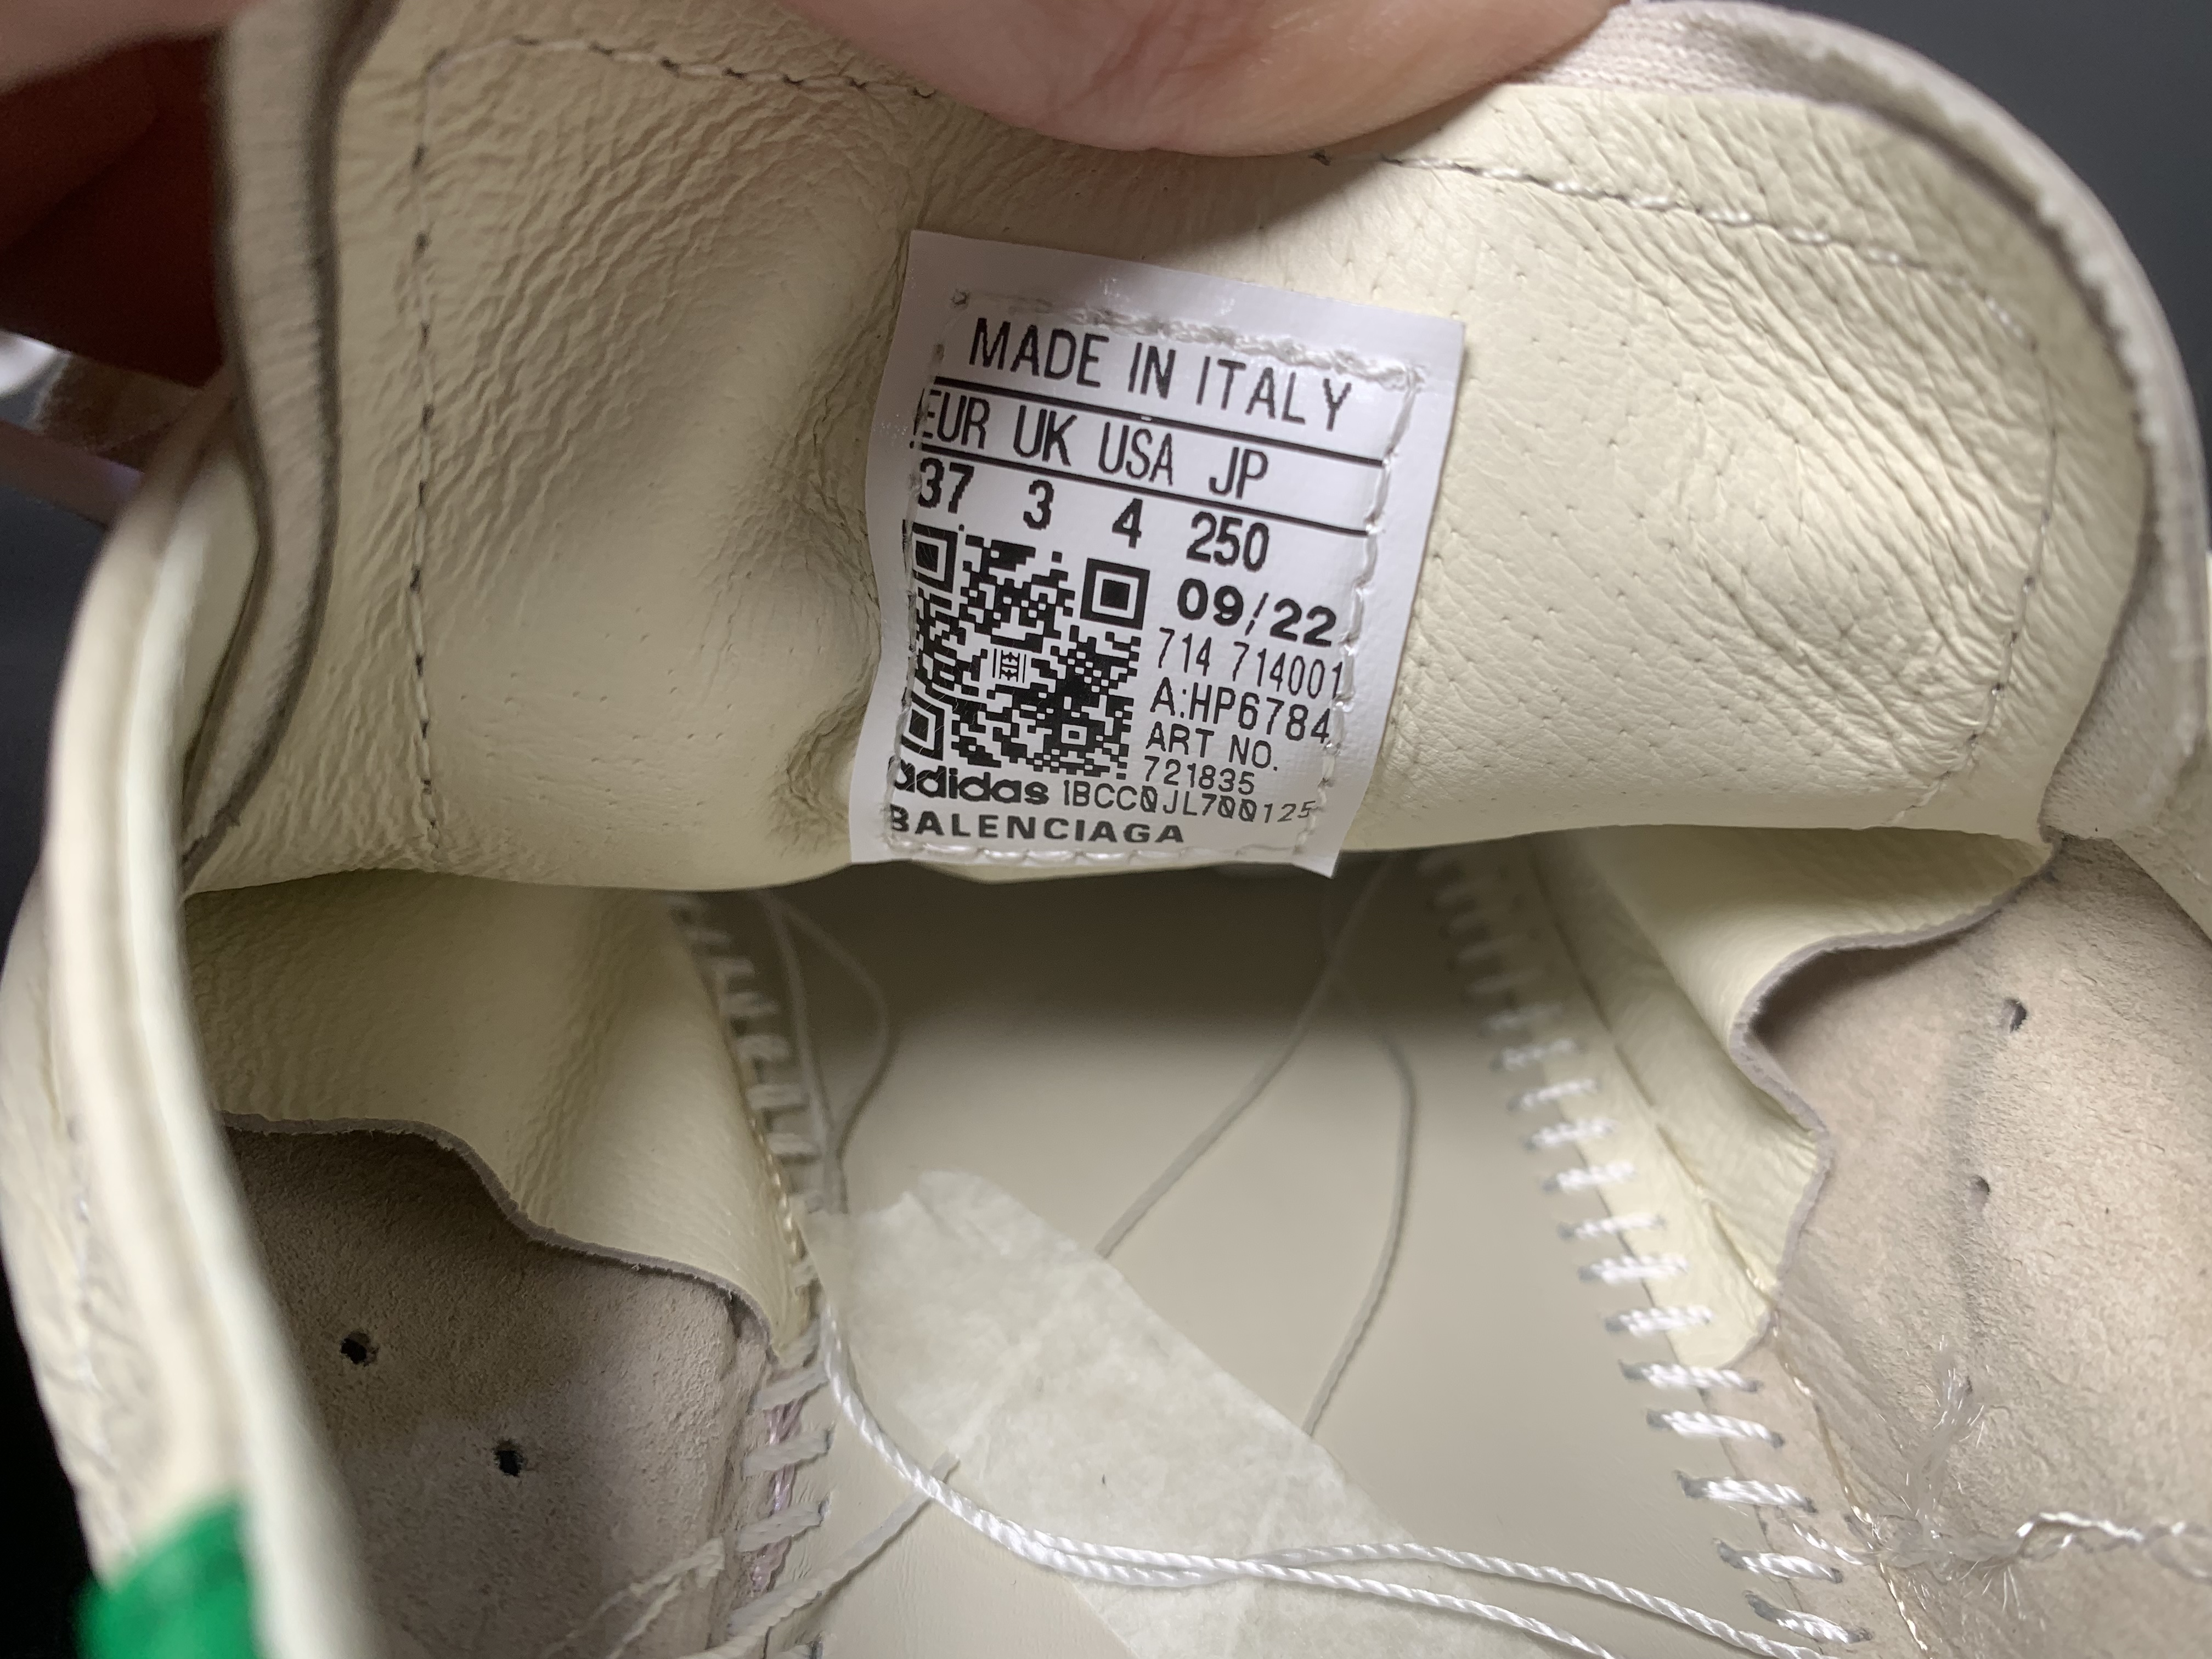 MADE IN ITALY
EUR UK USA JP
37 3 4 250
09/22
714 714001
A:HP6784
ART NO.
721835
adidas 1BCC0JL700125
BALENCIAGA